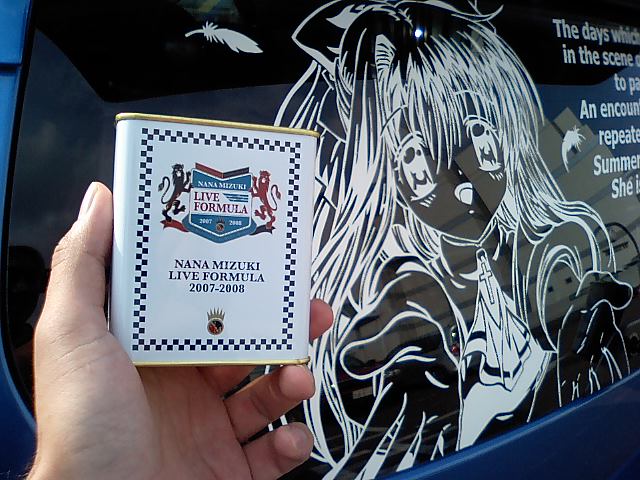 NANA MIZUKI
LIVE
FORMULA
2007 2008
NANA MIZUKI
LIVE FORMULA
2007-2008
The days which
in the scene
to pa
An encoun
repeate
Summe
She i